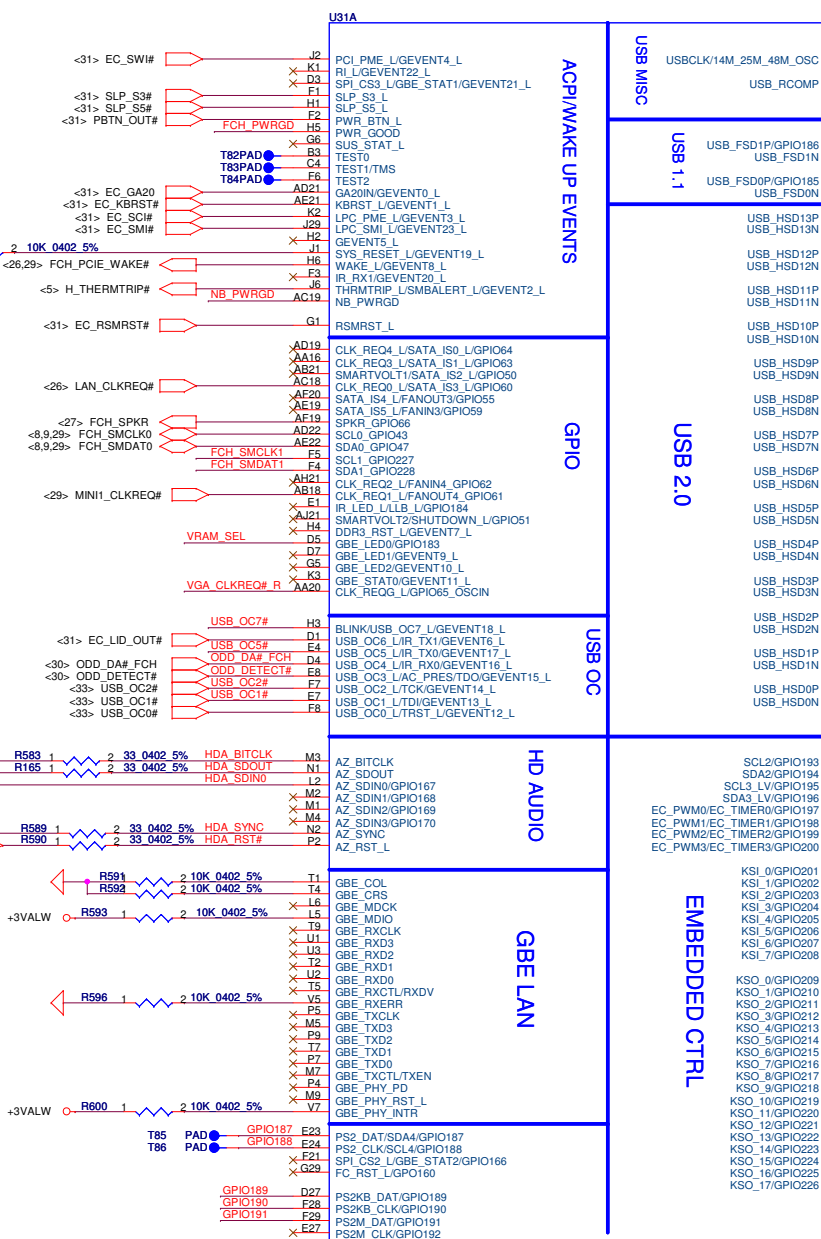 U31A
<31> EC_SWI# J2 PCI_PME_L/GEVENT4_L
K1 RI_L/GEVENT22_L
D3 SPI_CS3_L/GBE_STAT1/GEVENT21_L
<31> SLP_S3# F1 SLP_S3_L
<31> SLP_S5# H1 SLP_S5_L
<31> PBTN_OUT# F2 PWR_BTN_L
FCH_PWRGD H5 PWR_GOOD
G6 SUS_STAT_L
T82PAD B3 TEST0
T83PAD C4 TEST1/TMS
T84PAD F6 TEST2
<31> EC_GA20 AD21 GA20IN/GEVENT0_L
<31> EC_KBRST# AE21 KBRST_L/GEVENT1_L
<31> EC_SCI# K2 LPC_PME_L/GEVENT3_L
<31> EC_SMI# J29 LPC_SMI_L/GEVENT23_L
H2 GEVENT5_L
2 10K_0402_5% J1 SYS_RESET_L/GEVENT19_L
<26,29> FCH_PCIE_WAKE# H6 WAKE_L/GEVENT8_L
F3 IR_RX1/GEVENT20_L
<5> H_THERMTRIP# J6 THRMTRIP_L/SMBALERT_L/GEVENT2_L
NB_PWRGD AC19 NB_PWRGD
<31> EC_RSMRST# G1 RSMRST_L
ACPI/WAKE UP EVENTS
AD19 CLK_REQ4_L/SATA_IS0_L/GPIO64
AA16 CLK_REQ3_L/SATA_IS1_L/GPIO63
AB21 SMARTVOLT1/SATA_IS2_L/GPIO50
<26> LAN_CLKREQ# AC18 CLK_REQ0_L/SATA_IS3_L/GPIO60
AF20 SATA_IS4_L/FANOUT3/GPIO55
AE19 SATA_IS5_L/FANIN3/GPIO59
<27> FCH_SPKR AF19 SPKR_GPIO66
<8,9,29> FCH_SMCLK0 AD22 SCL0_GPIO43
<8,9,29> FCH_SMDAT0 AE22 SDA0_GPIO47
FCH_SMCLK1 F5 SCL1_GPIO227
FCH_SMDAT1 F4 SDA1_GPIO228
AH21 CLK_REQ2_L/FANIN4_GPIO62
<29> MINI1_CLKREQ# AB18 CLK_REQ1_L/FANOUT4_GPIO61
E1 IR_LED_L/LLB_L/GPIO184
AJ21 SMARTVOLT2/SHUTDOWN_L/GPIO51
H4 DDR3_RST_L/GEVENT7_L
VRAM_SEL D5 GBE_LED0/GPIO183
D7 GBE_LED1/GEVENT9_L
G5 GBE_LED2/GEVENT10_L
K3 GBE_STAT0/GEVENT11_L
VGA_CLKREQ#_R AA20 CLK_REQG_L/GPIO65_OSCIN
GPIO
USB_OC7# H3 BLINK/USB_OC7_L/GEVENT18_L
<31> EC_LID_OUT# D1 USB_OC6_L/IR_TX1/GEVENT6_L
USB_OC5# E4 USB_OC5_L/IR_TX0/GEVENT17_L
<30> ODD_DA#_FCH ODD_DA#_FCH D4 USB_OC4_L/IR_RX0/GEVENT16_L
<30> ODD_DETECT# ODD_DETECT# E8 USB_OC3_L/AC_PRES/TDO/GEVENT15_L
<33> USB_OC2# USB_OC2# F7 USB_OC2_L/TCK/GEVENT14_L
<33> USB_OC1# USB_OC1# E7 USB_OC1_L/TDI/GEVENT13_L
<33> USB_OC0# F8 USB_OC0_L/TRST_L/GEVENT12_L
USB OC
R583 1 2 33_0402_5% HDA_BITCLK M3 AZ_BITCLK
R165 1 2 33_0402_5% HDA_SDOUT N1 AZ_SDOUT
HDA_SDIN0 L2 AZ_SDIN0/GPIO167
M2 AZ_SDIN1/GPIO168
M1 AZ_SDIN2/GPIO169
M4 AZ_SDIN3/GPIO170
R589 1 2 33_0402_5% HDA_SYNC N2 AZ_SYNC
R590 1 2 33_0402_5% HDA_RST# P2 AZ_RST_L
HD AUDIO
R591 1 2 10K_0402_5% T1 GBE_COL
R592 1 2 10K_0402_5% T4 GBE_CRS
L6 GBE_MDCK
+3VALW R593 1 2 10K_0402_5% L5 GBE_MDIO
T9 GBE_RXCLK
U1 GBE_RXD3
U3 GBE_RXD2
T2 GBE_RXD1
U2 GBE_RXD0
T5 GBE_RXCTL/RXDV
R596 1 2 10K_0402_5% V5 GBE_RXERR
P5 GBE_TXCLK
M5 GBE_TXD3
P9 GBE_TXD2
T7 GBE_TXD1
P7 GBE_TXD0
M7 GBE_TXCTL/TXEN
P4 GBE_PHY_PD
M9 GBE_PHY_RST_L
+3VALW R600 1 2 10K_0402_5% V7 GBE_PHY_INTR
GBE LAN
T85 PAD GPIO187 E23 PS2_DAT/SDA4/GPIO187
T86 PAD GPIO188 E24 PS2_CLK/SCL4/GPIO188
F21 SPI_CS2_L/GBE_STAT2/GPIO166
G29 FC_RST_L/GPO160
GPIO189 D27 PS2KB_DAT/GPIO189
GPIO190 F28 PS2KB_CLK/GPIO190
GPIO191 F29 PS2M_DAT/GPIO191
E27 PS2M_CLK/GPIO192
USB MISC
USBCLK/14M_25M_48M_OSC
USB_RCOMP
USB 1.1
USB_FSD1P/GPIO186
USB_FSD1N
USB_FSD0P/GPIO185
USB_FSD0N
USB 2.0
USB_HSD13P
USB_HSD13N
USB_HSD12P
USB_HSD12N
USB_HSD11P
USB_HSD11N
USB_HSD10P
USB_HSD10N
USB_HSD9P
USB_HSD9N
USB_HSD8P
USB_HSD8N
USB_HSD7P
USB_HSD7N
USB_HSD6P
USB_HSD6N
USB_HSD5P
USB_HSD5N
USB_HSD4P
USB_HSD4N
USB_HSD3P
USB_HSD3N
USB_HSD2P
USB_HSD2N
USB_HSD1P
USB_HSD1N
USB_HSD0P
USB_HSD0N
EMBEDDED CTRL
SCL2/GPIO193
SDA2/GPIO194
SCL3_LV/GPIO195
SDA3_LV/GPIO196
EC_PWM0/EC_TIMER0/GPIO197
EC_PWM1/EC_TIMER1/GPIO198
EC_PWM2/EC_TIMER2/GPIO199
EC_PWM3/EC_TIMER3/GPIO200
KSI_0/GPIO201
KSI_1/GPIO202
KSI_2/GPIO203
KSI_3/GPIO204
KSI_4/GPIO205
KSI_5/GPIO206
KSI_6/GPIO207
KSI_7/GPIO208
KSO_0/GPIO209
KSO_1/GPIO210
KSO_2/GPIO211
KSO_3/GPIO212
KSO_4/GPIO213
KSO_5/GPIO214
KSO_6/GPIO215
KSO_7/GPIO216
KSO_8/GPIO217
KSO_9/GPIO218
KSO_10/GPIO219
KSO_11/GPIO220
KSO_12/GPIO221
KSO_13/GPIO222
KSO_14/GPIO223
KSO_15/GPIO224
KSO_16/GPIO225
KSO_17/GPIO226